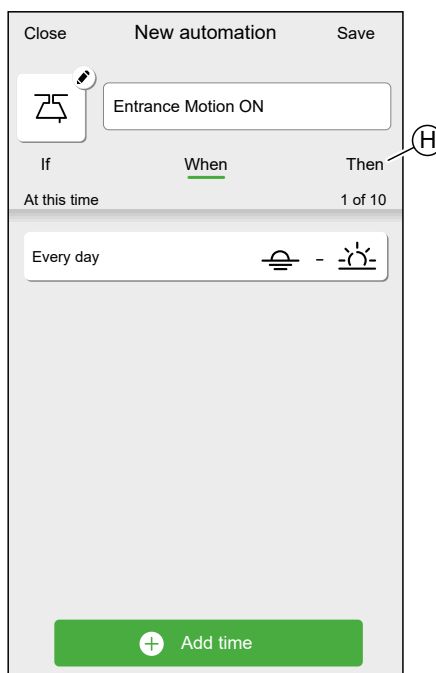 Close New automation Save
Entrance Motion ON
If When Then H
At this time 1 of 10
Every day -
Add time